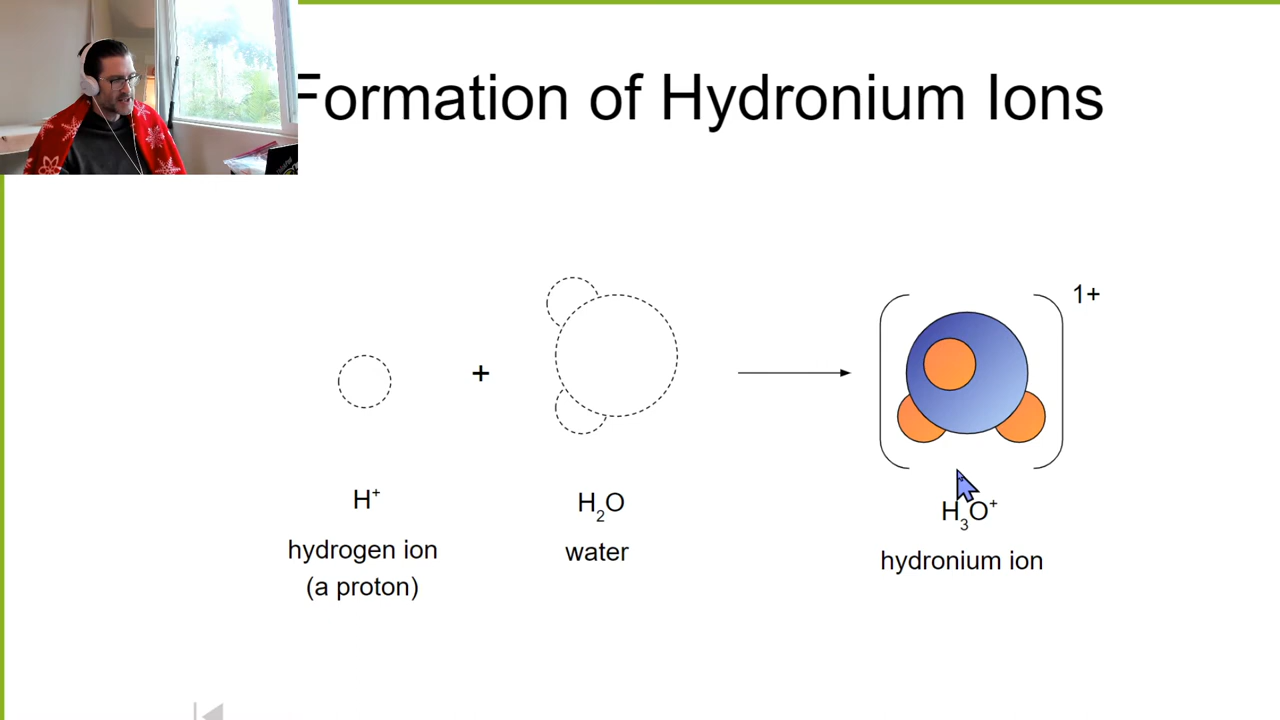 Formation of Hydronium Ions
1+
+
H⁺
H₂O
H₃O⁺
hydrogen ion
(a proton)
water
hydronium ion